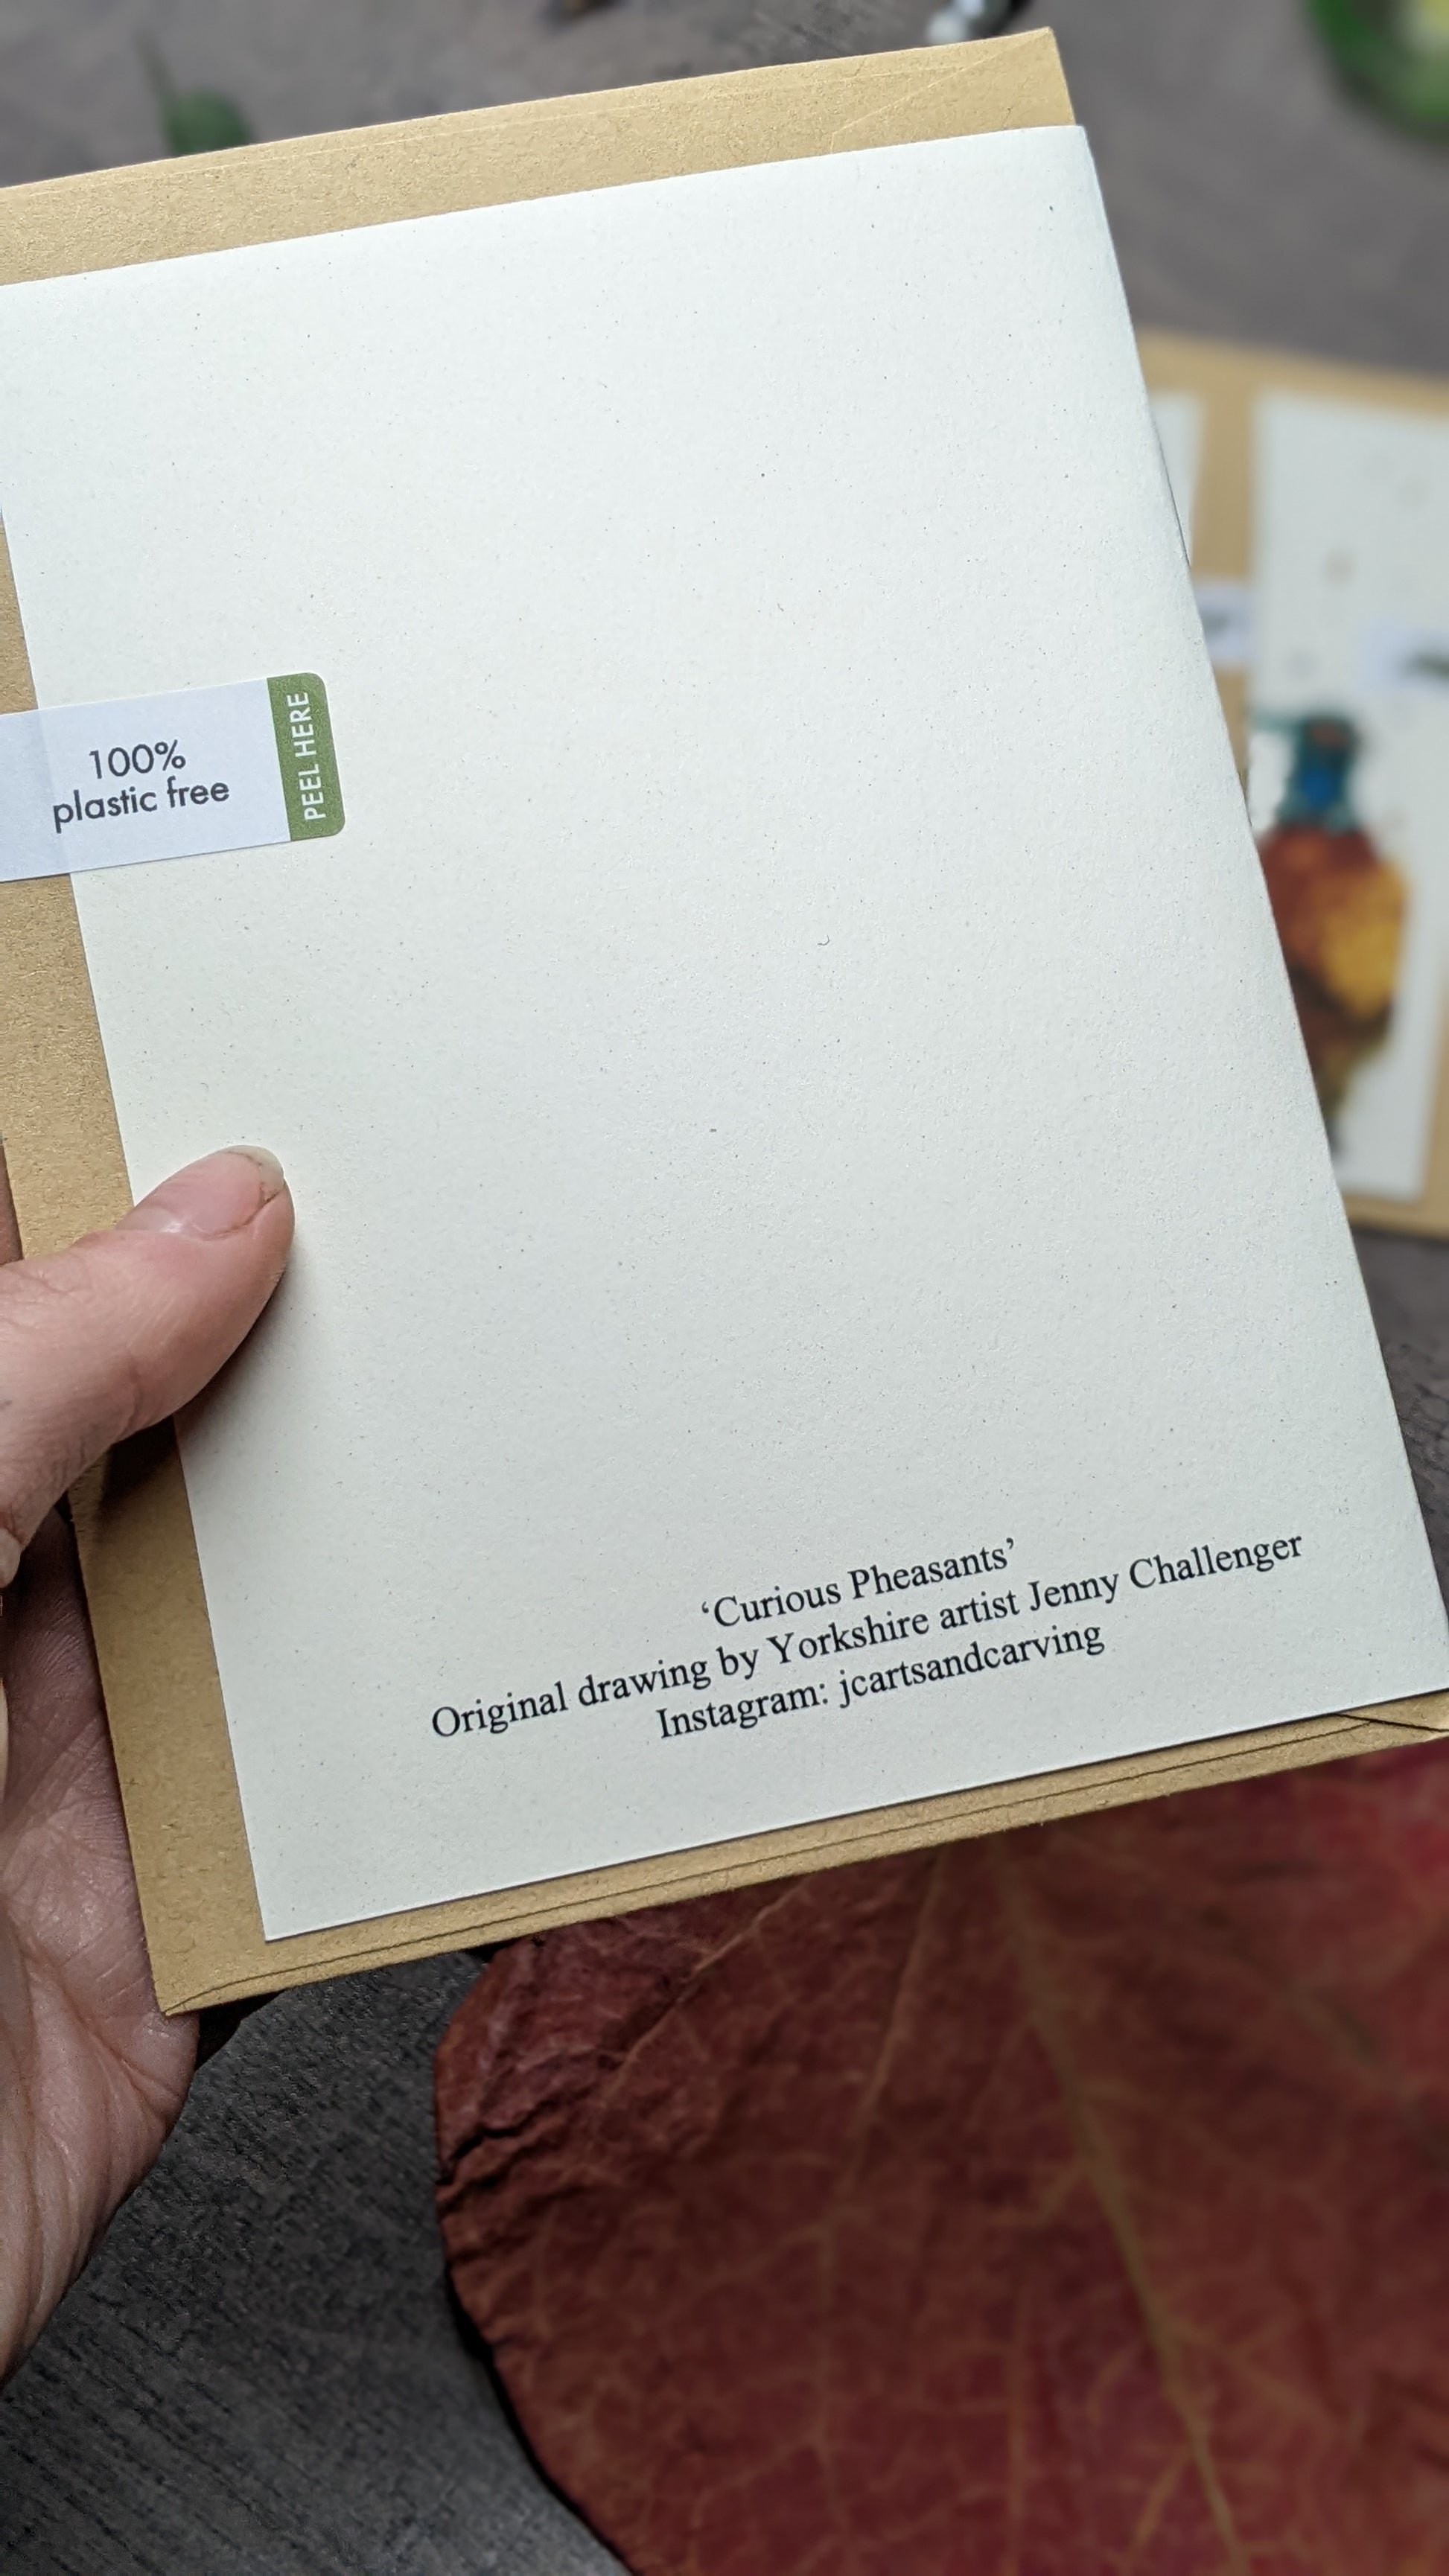 100%
plastic free
PEEL HERE
‘Curious Pheasants’
Original drawing by Yorkshire artist Jenny Challenger
Instagram: jcartsandcarving